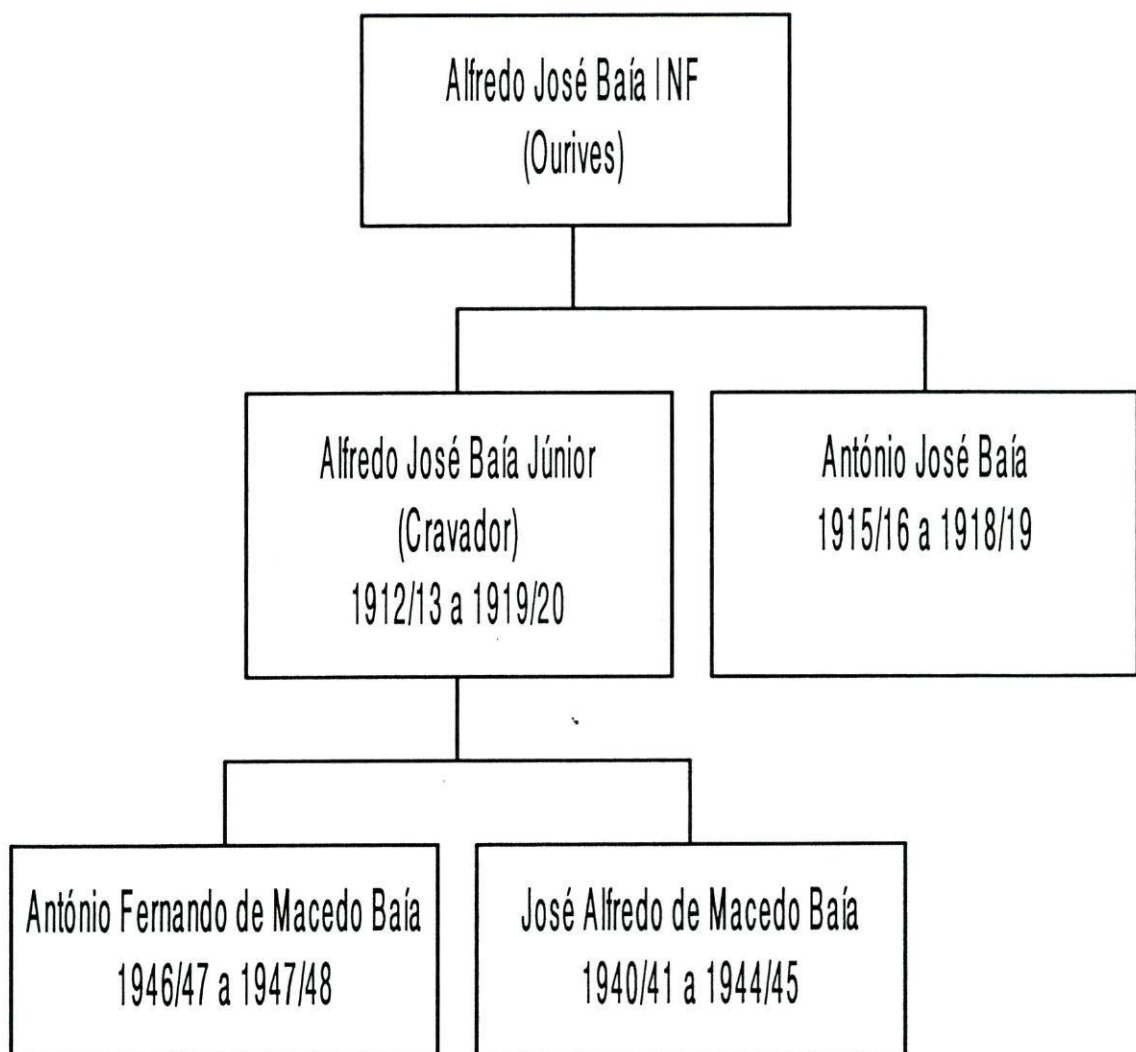 Alfredo José Baía I NF
(Ourives)
Alfredo José Baía Júnior
(Cravador)
1912/13 a 1919/20
António José Baía
1915/16 a 1918/19
António Fernando de Macedo Baía
1946/47 a 1947/48
José Alfredo de Macedo Baía
1940/41 a 1944/45